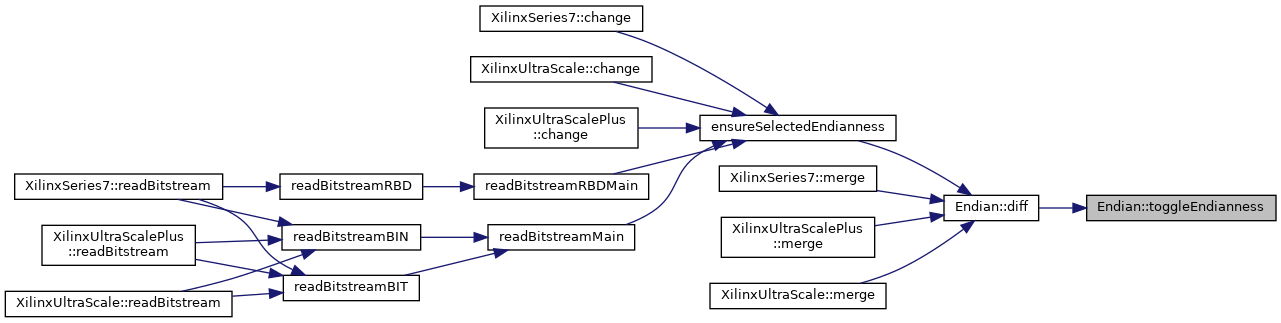 XilinxSeries7::change
XilinxUltraScale::change
XilinxUltraScalePlus
::change
ensureSelectedEndianness
XilinxSeries7::merge
XilinxSeries7::readBitstream
readBitstreamRBD
readBitstreamRBDMain
Endian::diff
Endian::toggleEndianness
XilinxUltraScalePlus
::readBitstream
readBitstreamBIN
readBitstreamMain
XilinxUltraScalePlus
::merge
XilinxUltraScale::readBitstream
readBitstreamBIT
XilinxUltraScale::merge